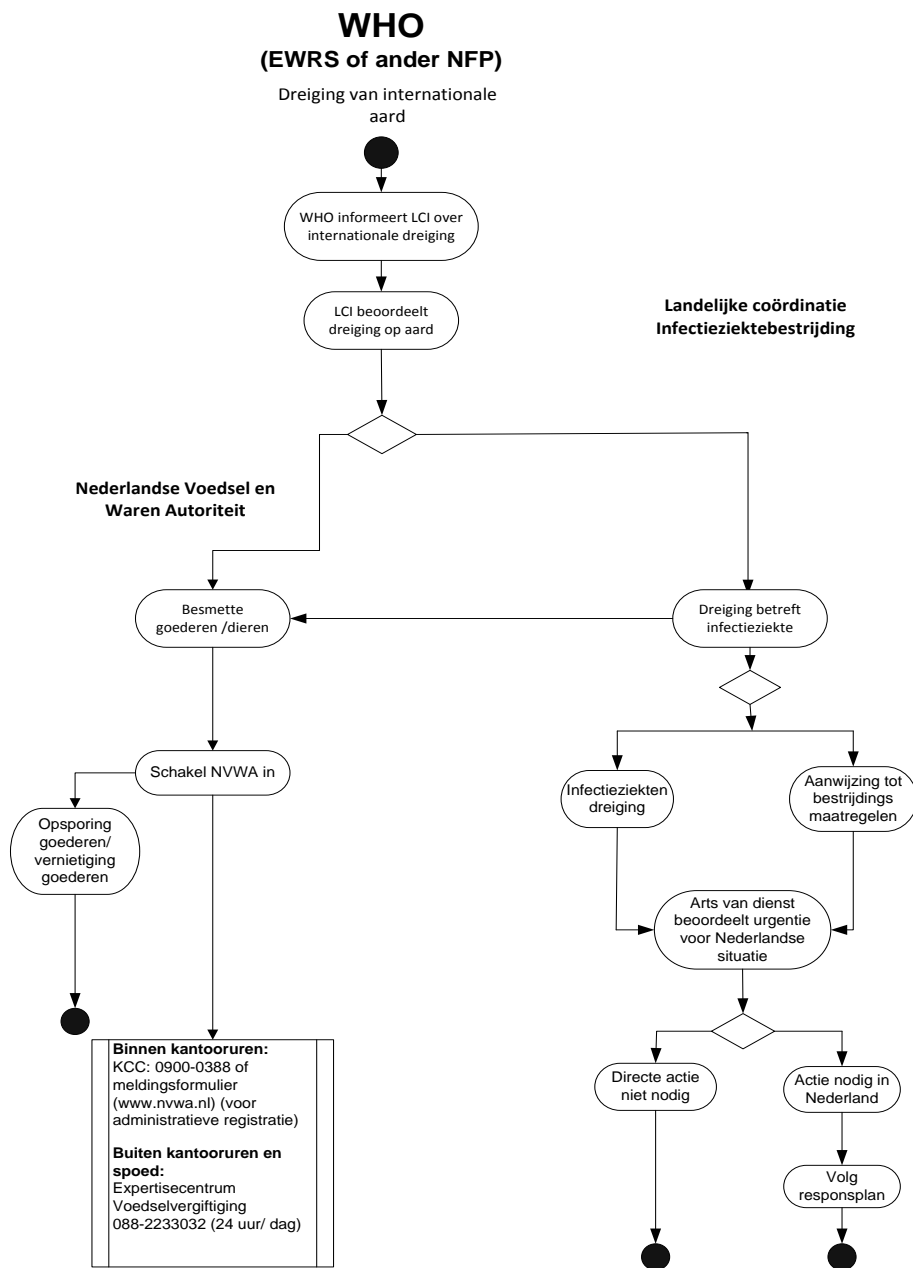 WHO
(EWRS of ander NFP)
Dreiging van internationale
aard
WHO informeert LCI over
internationale dreiging
LCI beoordeelt
dreiging op aard
Landelijke coördinatie
Infectieziektebestrijding
Nederlandse Voedsel en
Waren Autoriteit
Besmette
goederen /dieren
Dreiging betreft
infectieziekte
Schakel NVWA in
Infectieziekten
dreiging
Aanwijzing tot
bestrijdings
maatregelen
Opsporing
goederen/
vernietiging
goederen
Arts van dienst
beoordeelt urgentie
voor Nederlandse
situatie
Binnen kantooruren:
KCC: 0900-0388 of
meldingsformulier
(www.nvwa.nl) (voor
administratieve registratie)
Buiten kantooruren en
spoed:
Expertisecentrum
Voedselvergiftiging
088-2233032 (24 uur/ dag)
Directe actie
niet nodig
Actie nodig in
Nederland
Volg
responsplan